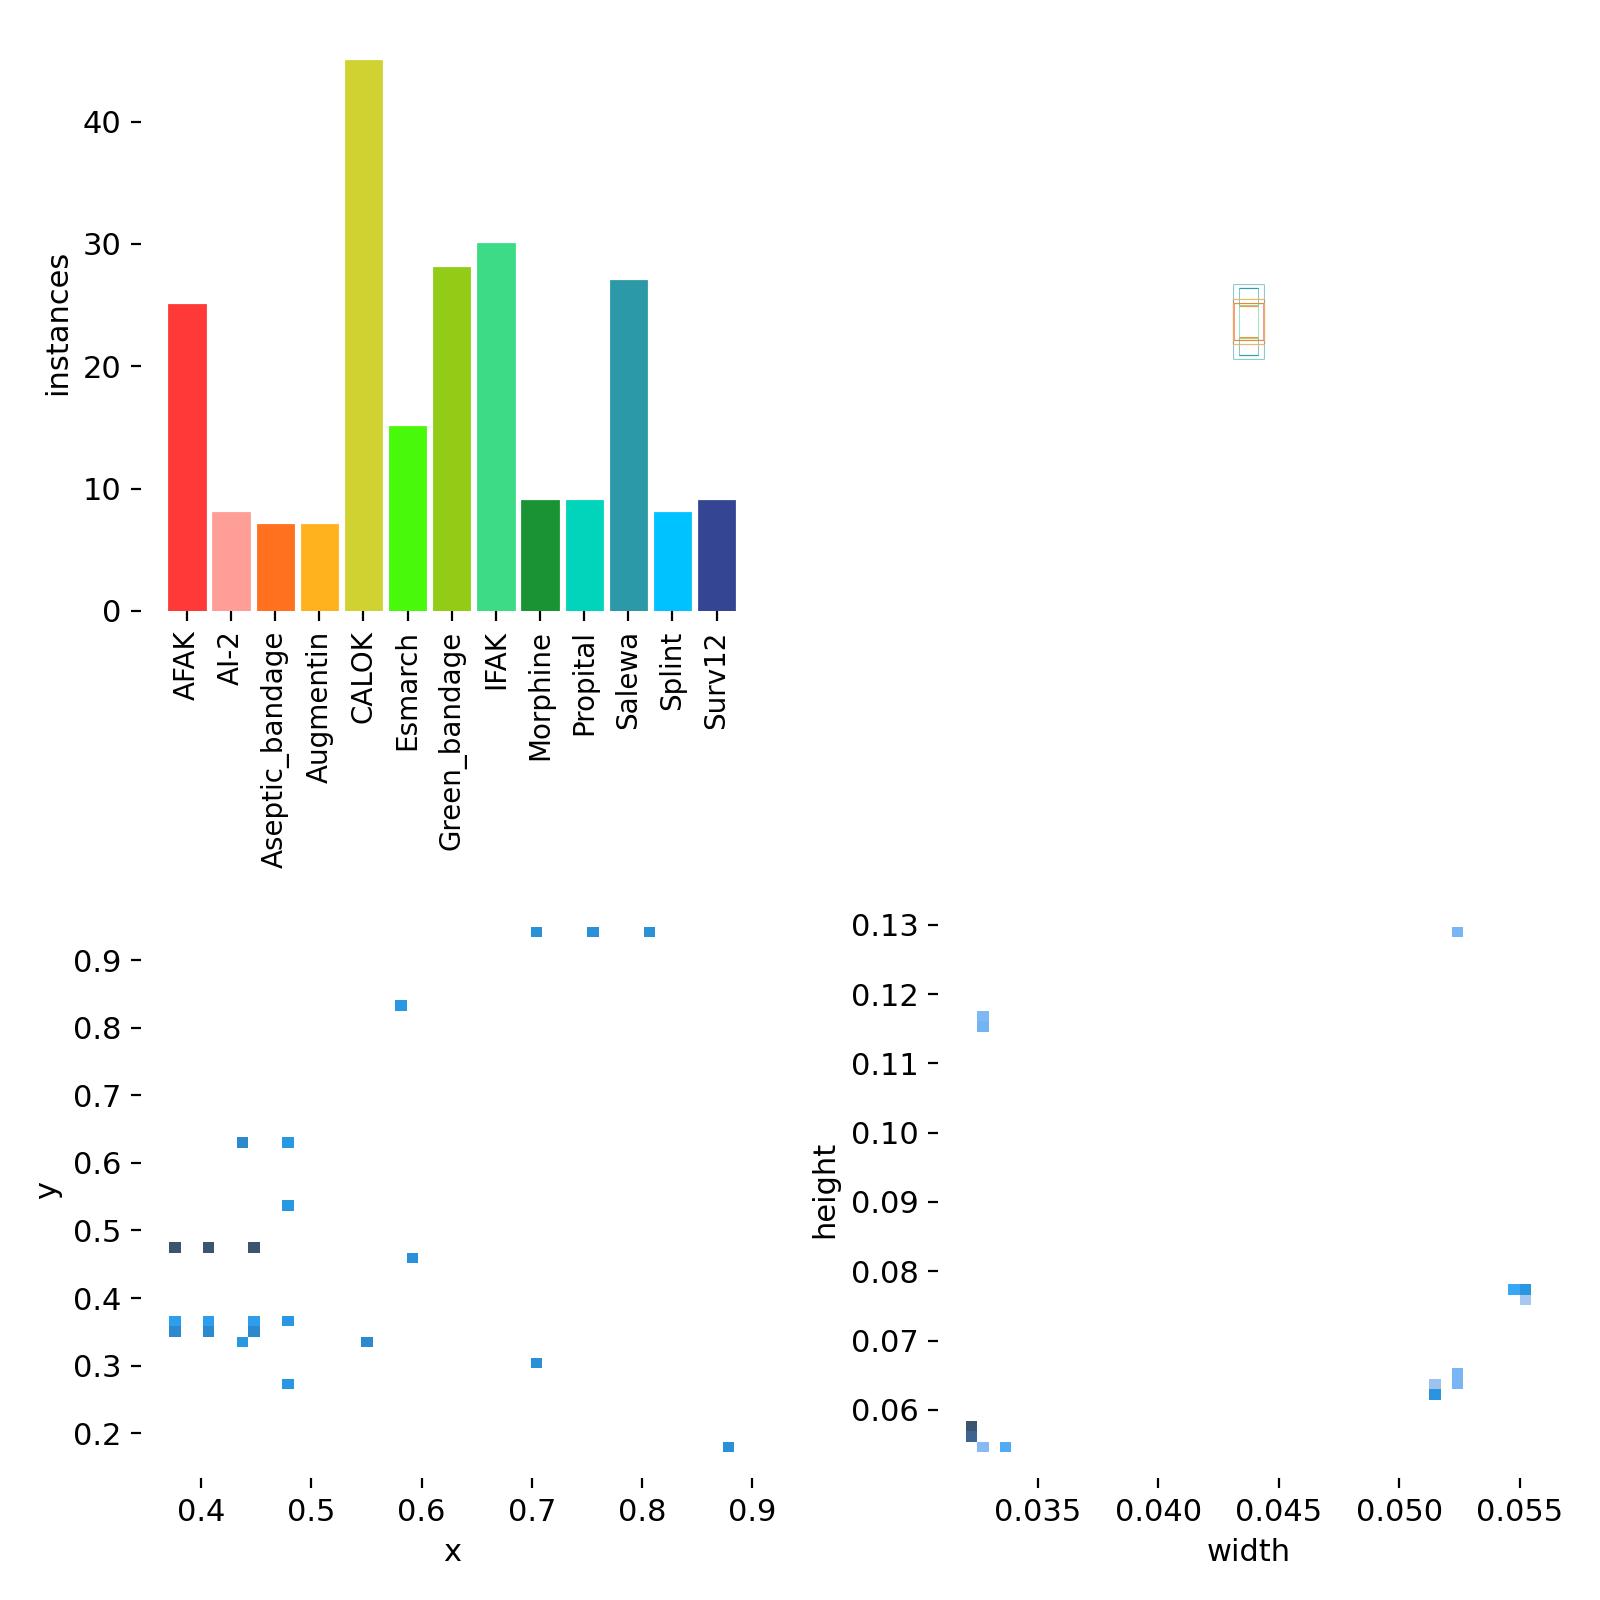 instances
40
30
20
10
0
AFAK
AI-2
Aseptic_bandage
Augmentin
CALOK
Esmarch
Green_bandage
IFAK
Morphine
Propital
Salewa
Splint
Surv12
y
0.9
0.8
0.7
0.6
0.5
0.4
0.3
0.2
0.4 0.5 0.6 0.7 0.8 0.9
x
height
0.13
0.12
0.11
0.10
0.09
0.08
0.07
0.06
0.035 0.040 0.045 0.050 0.055
width